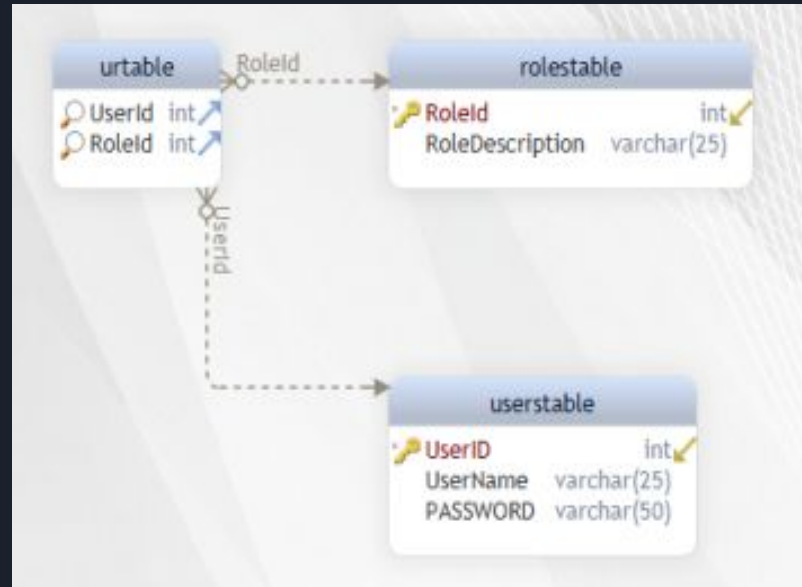 urtable
UserId int
RoleId int
RoleId
rolestable
RoleId int
RoleDescription varchar(25)
UserId
userstable
UserID int
UserName varchar(25)
PASSWORD varchar(50)